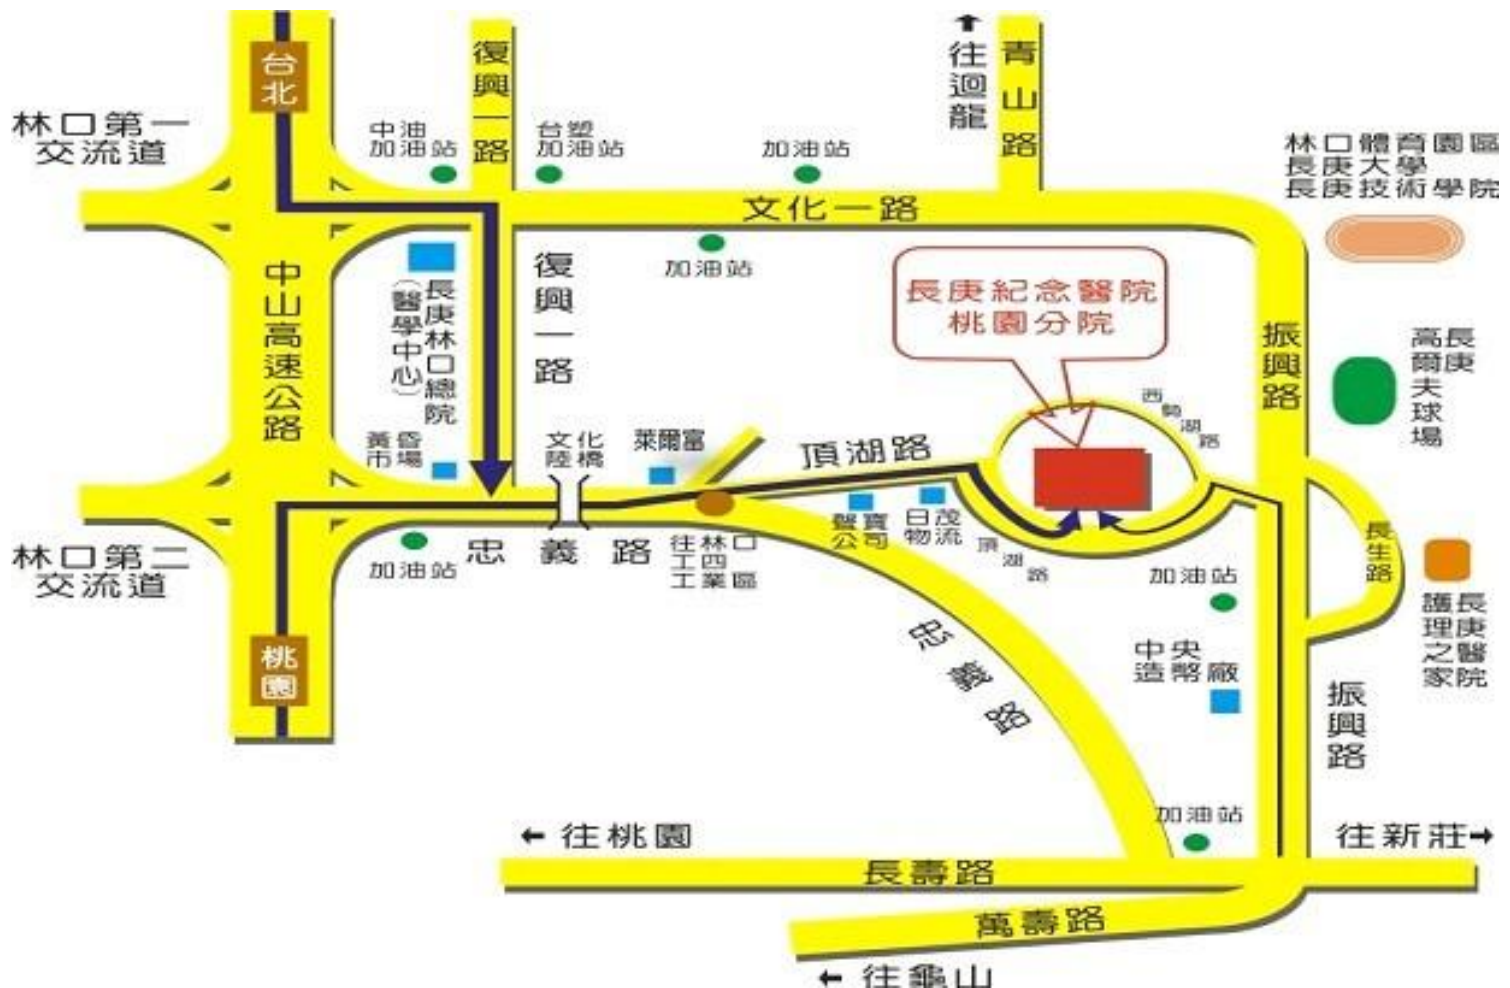 台北
復興一路
往迴龍
青山路
林口第一
交流道
中油
加油站
台塑
加油站
加油站
林口體育園區
長庚大學
長庚技術學院
文化一路
加油站
中山高速公路
長庚林口總院
(醫學中心)
復興一路
長庚紀念醫院
桃園分院
振興路
長庚
高爾夫球場
黃昏
市場
文化
陸橋
萊爾富
頂湖路
西勢湖路
林口第二
交流道
加油站
忠義路
往林口
工四
工業區
聲寶
公司
日茂
物流
頂湖路
加油站
長生路
長庚醫院
護理之家
桃園
忠義路
中央
造幣廠
振興路
加油站
往桃園
往新莊
長壽路
萬壽路
往龜山